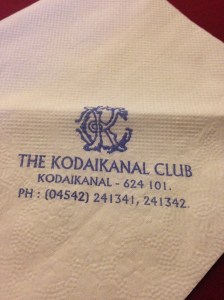 THE KODAIKANAL CLUB
KODAIKANAL - 624 101.
PH : (04542) 241341, 241342.